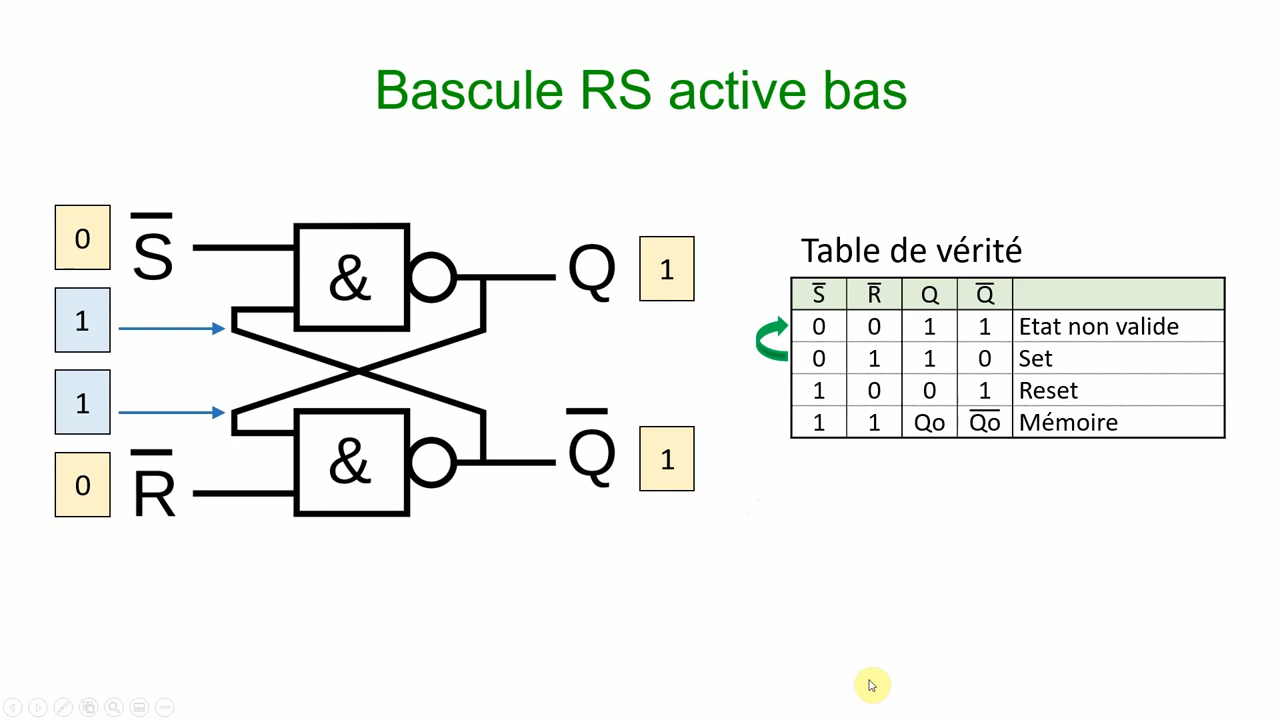 Bascule RS active bas
0
S̅
&
Q
1
1
1
&
Q̅
1
0
R̅
Table de vérité
S̅ R̅ Q Q̅
0 0 1 1 Etat non valide
0 1 1 0 Set
1 0 0 1 Reset
1 1 Qo Q̅o̅ Mémoire